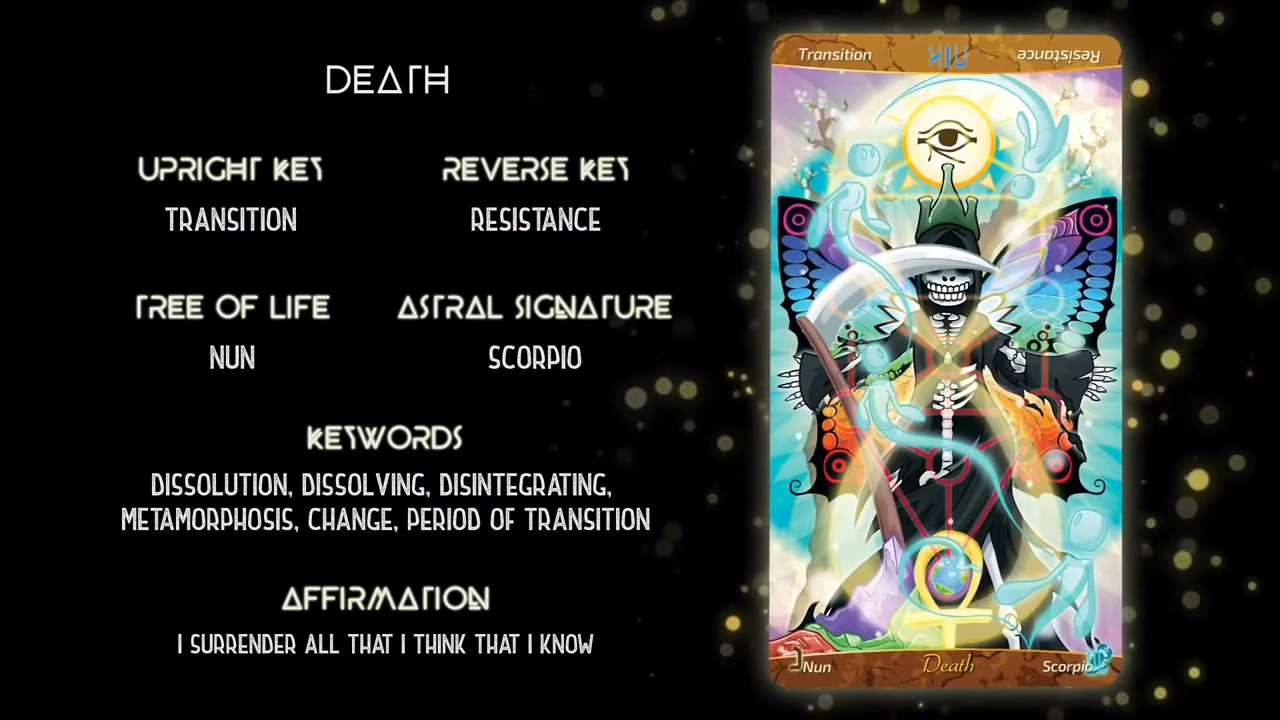 DEATH
UPRIGHT KEY
REVERSE KEY
TRANSITION
RESISTANCE
TREE OF LIFE
ASTRAL SIGNATURE
NUN
SCORPIO
KEYWORDS
DISSOLUTION, DISSOLVING, DISINTEGRATING,
METAMORPHOSIS, CHANGE, PERIOD OF TRANSITION
AFFIRMATION
I SURRENDER ALL THAT I THINK THAT I KNOW
Transition
Resistance
נ Nun
Death
Scorpio